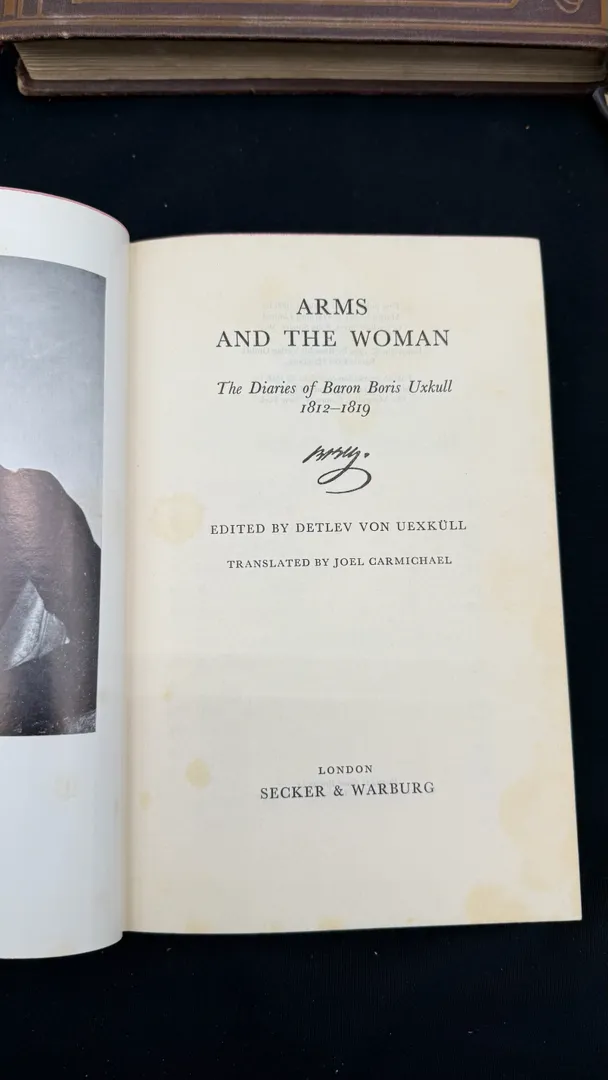 ARMS
AND THE WOMAN
The Diaries of Baron Boris Uxkull
1812–1819
EDITED BY DETLEV VON UEXKÜLL
TRANSLATED BY JOEL CARMICHAEL
LONDON
SECKER & WARBURG